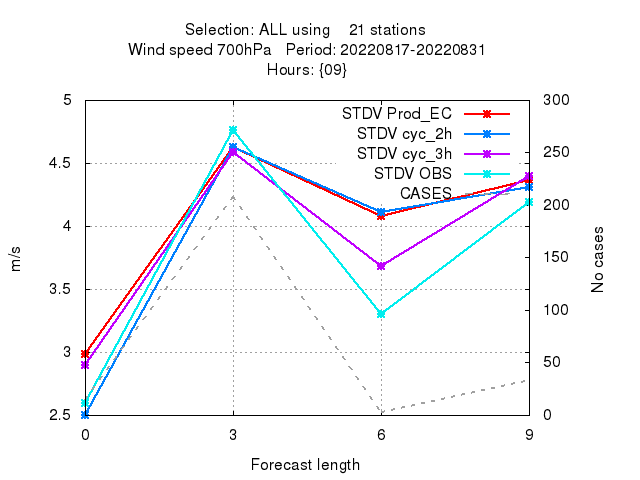 Selection: ALL using    21 stations
Wind speed 700hPa   Period: 20220817-20220831
Hours: {09}
5
4.5
4
3.5
3
2.5
m/s
300
250
200
150
100
50
0
No cases
STDV Prod_EC
STDV cyc_2h
STDV cyc_3h
STDV OBS
CASES
0
3
6
9
Forecast length